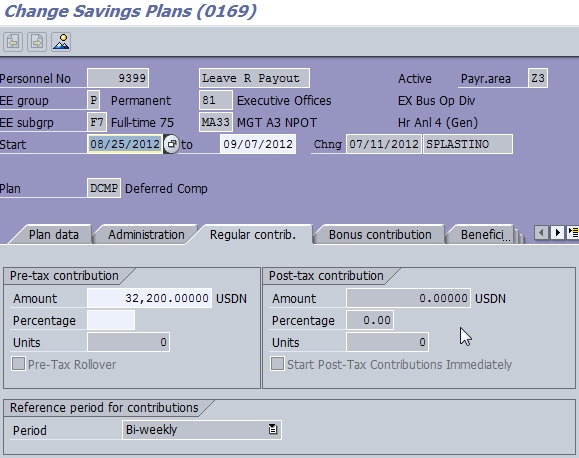 Change Savings Plans (0169)
Personnel No 9399 Leave R Payout Active Payr.area Z3
EE group P Permanent 81 Executive Offices EX Bus Op Div
EE subgrp F7 Full-time 75 MA33 MGT A3 NPOT Hr Anl 4 (Gen)
Start 08/25/2012 to 09/07/2012 Chng 07/11/2012 SPLASTINO
Plan DCMP Deferred Comp
Plan data Administration Regular contrib. Bonus contribution Benefici...
Pre-tax contribution Post-tax contribution
Amount 32,200.00000 USDN Amount 0.00000 USDN
Percentage Percentage 0.00
Units 0 Units 0
Pre-Tax Rollover Start Post-Tax Contributions Immediately
Reference period for contributions
Period Bi-weekly